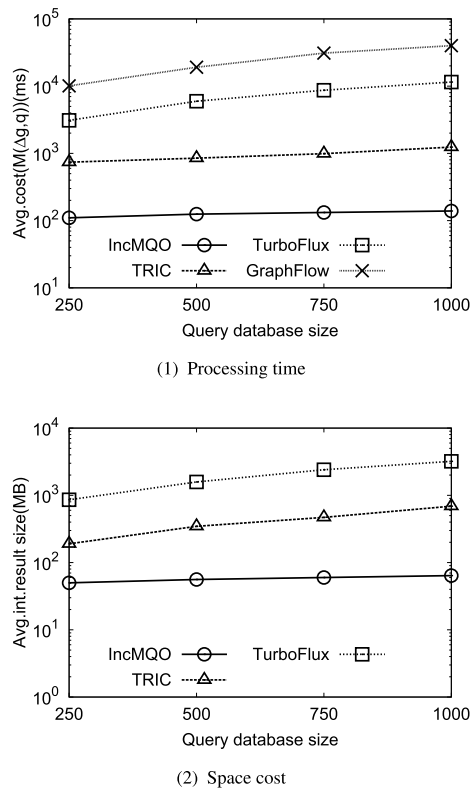 10^5
10^4
10^3
10^2
10^1
Avg.cost(M(Δg,q))(ms)
IncMQO TurboFlux
TRIC GraphFlow
250 500 750 1000
Query database size
(1) Processing time
10^4
10^3
10^2
10^1
10^0
Avg.int.result size(MB)
IncMQO TurboFlux
TRIC
250 500 750 1000
Query database size
(2) Space cost